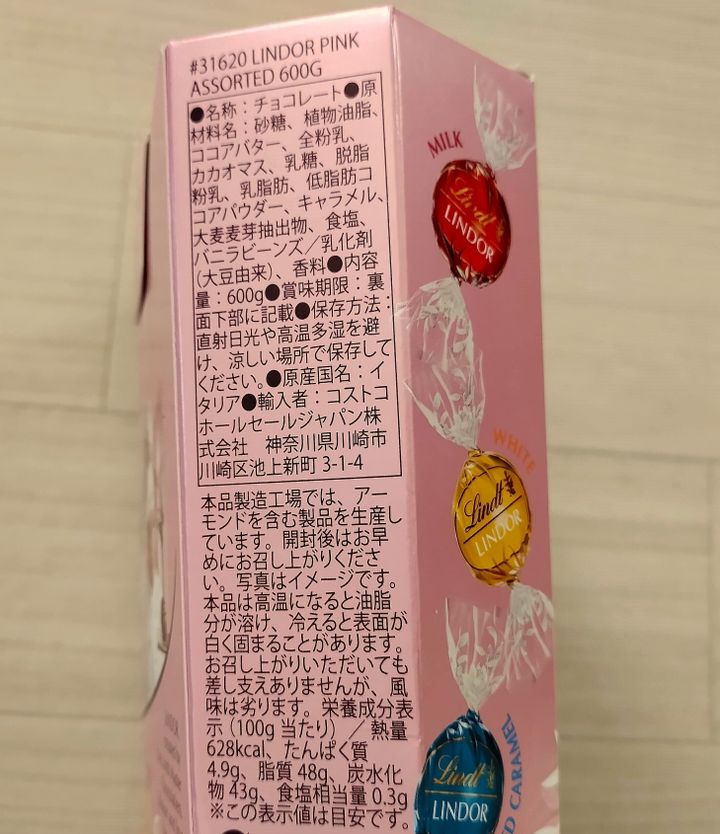 #31620 LINDOR PINK
ASSORTED 600G
●名称：チョコレート●原
材料名：砂糖、植物油脂、
ココアバター、全粉乳、
カカオマス、乳糖、脱脂
粉乳、乳脂肪、低脂肪コ
コアパウダー、キャラメル、
大麦麦芽抽出物、食塩、
バニラビーンズ／乳化剤
(大豆由来)、香料●内容
量：600g●賞味期限：裏
面下部に記載●保存方法：
直射日光や高温多湿を避
け、涼しい場所で保存して
ください。●原産国名：イ
タリア●輸入者：コストコ
ホールセールジャパン株
式会社　神奈川県川崎市
川崎区池上新町 3-1-4
本品製造工場では、アー
モンドを含む製品を生産し
ています。開封後はお早
めにお召し上がりくださ
い。写真はイメージです。
本品は高温になると油脂
分が溶け、冷えると表面が
白く固まることがあります。
お召し上がりいただいても
差し支えありませんが、風
味は劣ります。栄養成分表
示（100g 当たり）／ 熱量
628kcal、たんぱく質
4.9g、脂質 48g、炭水化
物 43g、食塩相当量 0.3g
※この表示値は目安です。
MILK
Lindt
LINDOR
WHITE
Lindt
LINDOR
D CARAMEL
Lindt
LINDOR